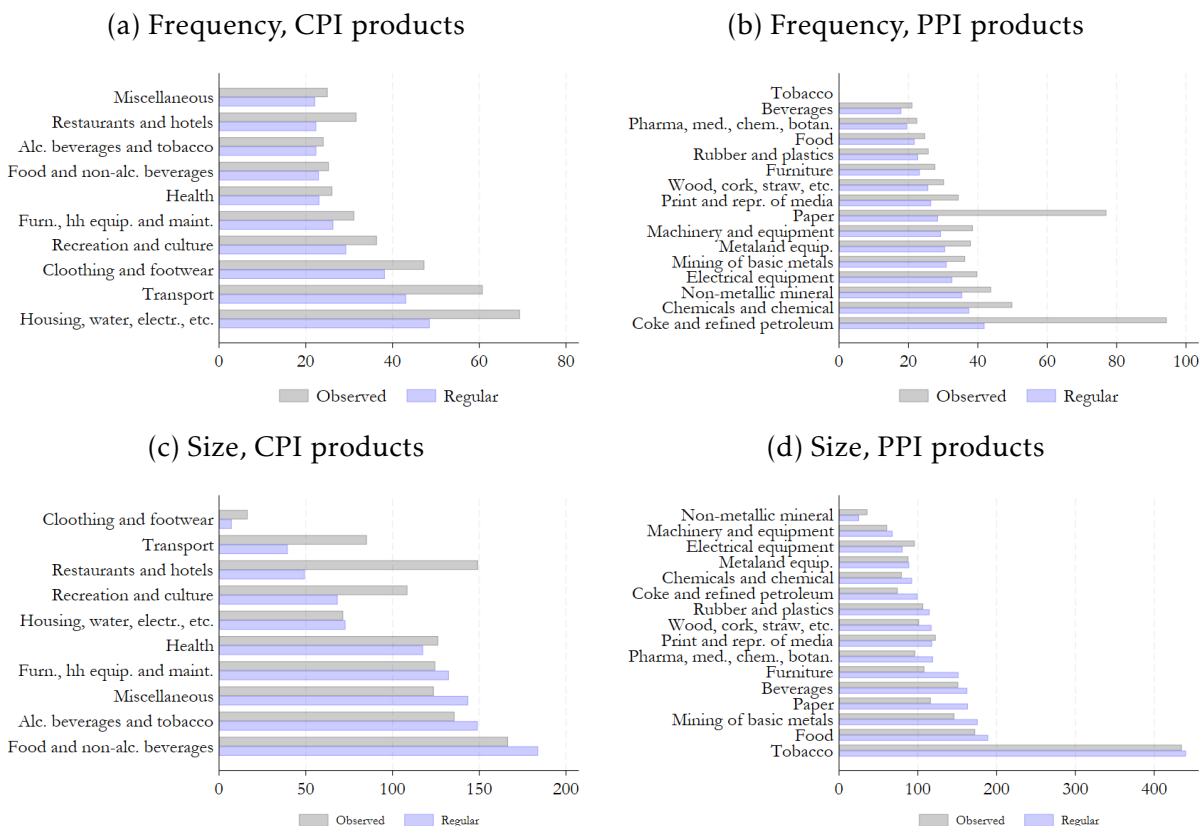 (a) Frequency, CPI products
Miscellaneous
Restaurants and hotels
Alc. beverages and tobacco
Food and non-alc. beverages
Health
Furn., hh equip. and maint.
Recreation and culture
Cloothing and footwear
Transport
Housing, water, electr., etc.
0 20 40 60 80
Observed Regular
(b) Frequency, PPI products
Tobacco
Beverages
Pharma, med., chem., botan.
Food
Rubber and plastics
Furniture
Wood, cork, straw, etc.
Print and repr. of media
Paper
Machinery and equipment
Metaland equip.
Mining of basic metals
Electrical equipment
Non-metallic mineral
Chemicals and chemical
Coke and refined petroleum
0 20 40 60 80 100
Observed Regular
(c) Size, CPI products
Cloothing and footwear
Transport
Restaurants and hotels
Recreation and culture
Housing, water, electr., etc.
Health
Furn., hh equip. and maint.
Miscellaneous
Alc. beverages and tobacco
Food and non-alc. beverages
0 50 100 150 200
Observed Regular
(d) Size, PPI products
Non-metallic mineral
Machinery and equipment
Electrical equipment
Metaland equip.
Chemicals and chemical
Coke and refined petroleum
Rubber and plastics
Wood, cork, straw, etc.
Print and repr. of media
Pharma, med., chem., botan.
Furniture
Beverages
Paper
Mining of basic metals
Food
Tobacco
0 100 200 300 400
Observed Regular